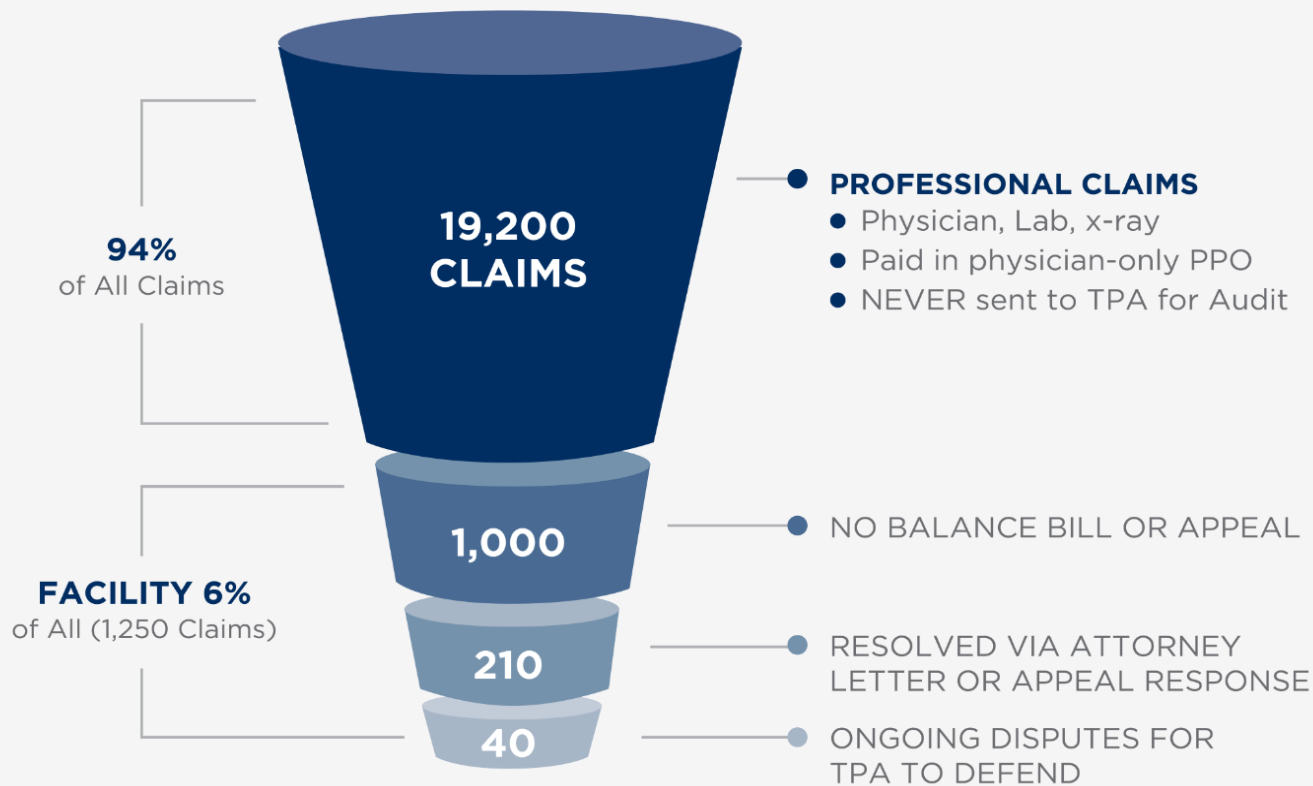 19,200
CLAIMS
94%
of All Claims
PROFESSIONAL CLAIMS
Physician, Lab, x-ray
Paid in physician-only PPO
NEVER sent to TPA for Audit
1,000
NO BALANCE BILL OR APPEAL
FACILITY 6%
of All (1,250 Claims)
210
RESOLVED VIA ATTORNEY
LETTER OR APPEAL RESPONSE
40
ONGOING DISPUTES FOR
TPA TO DEFEND